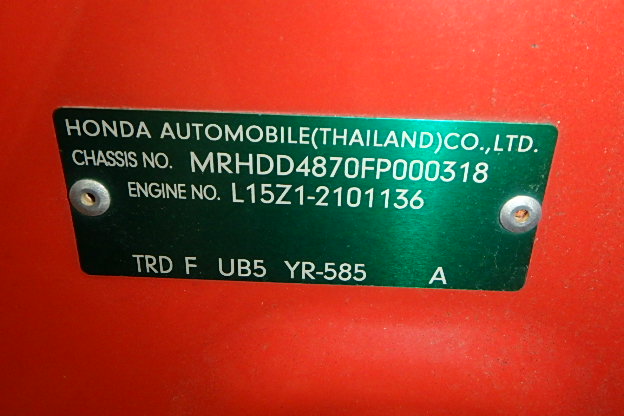 HONDA AUTOMOBILE(THAILAND)CO.,LTD.
CHASSIS NO. MRHDD4870FP000318
ENGINE NO. L15Z1-2101136
TRD F UB5 YR-585 A